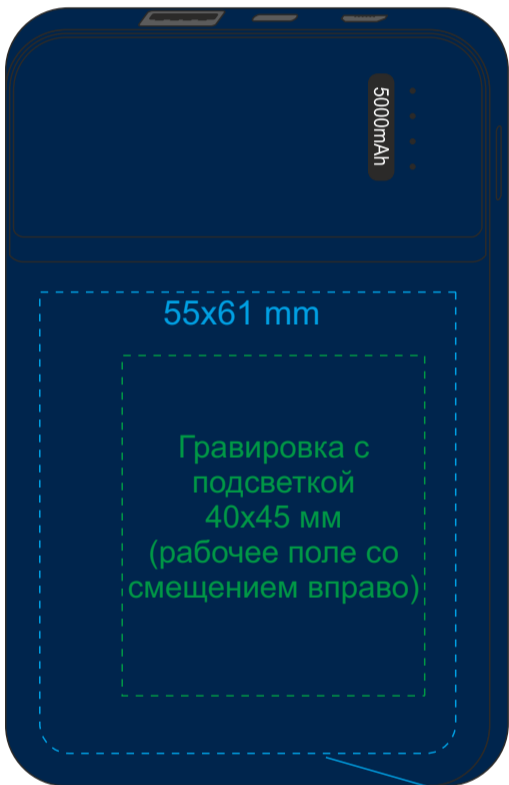 5000mAh
55x61 mm
Гравировка с
подсветкой
40x45 мм
(рабочее поле со
смещением вправо)